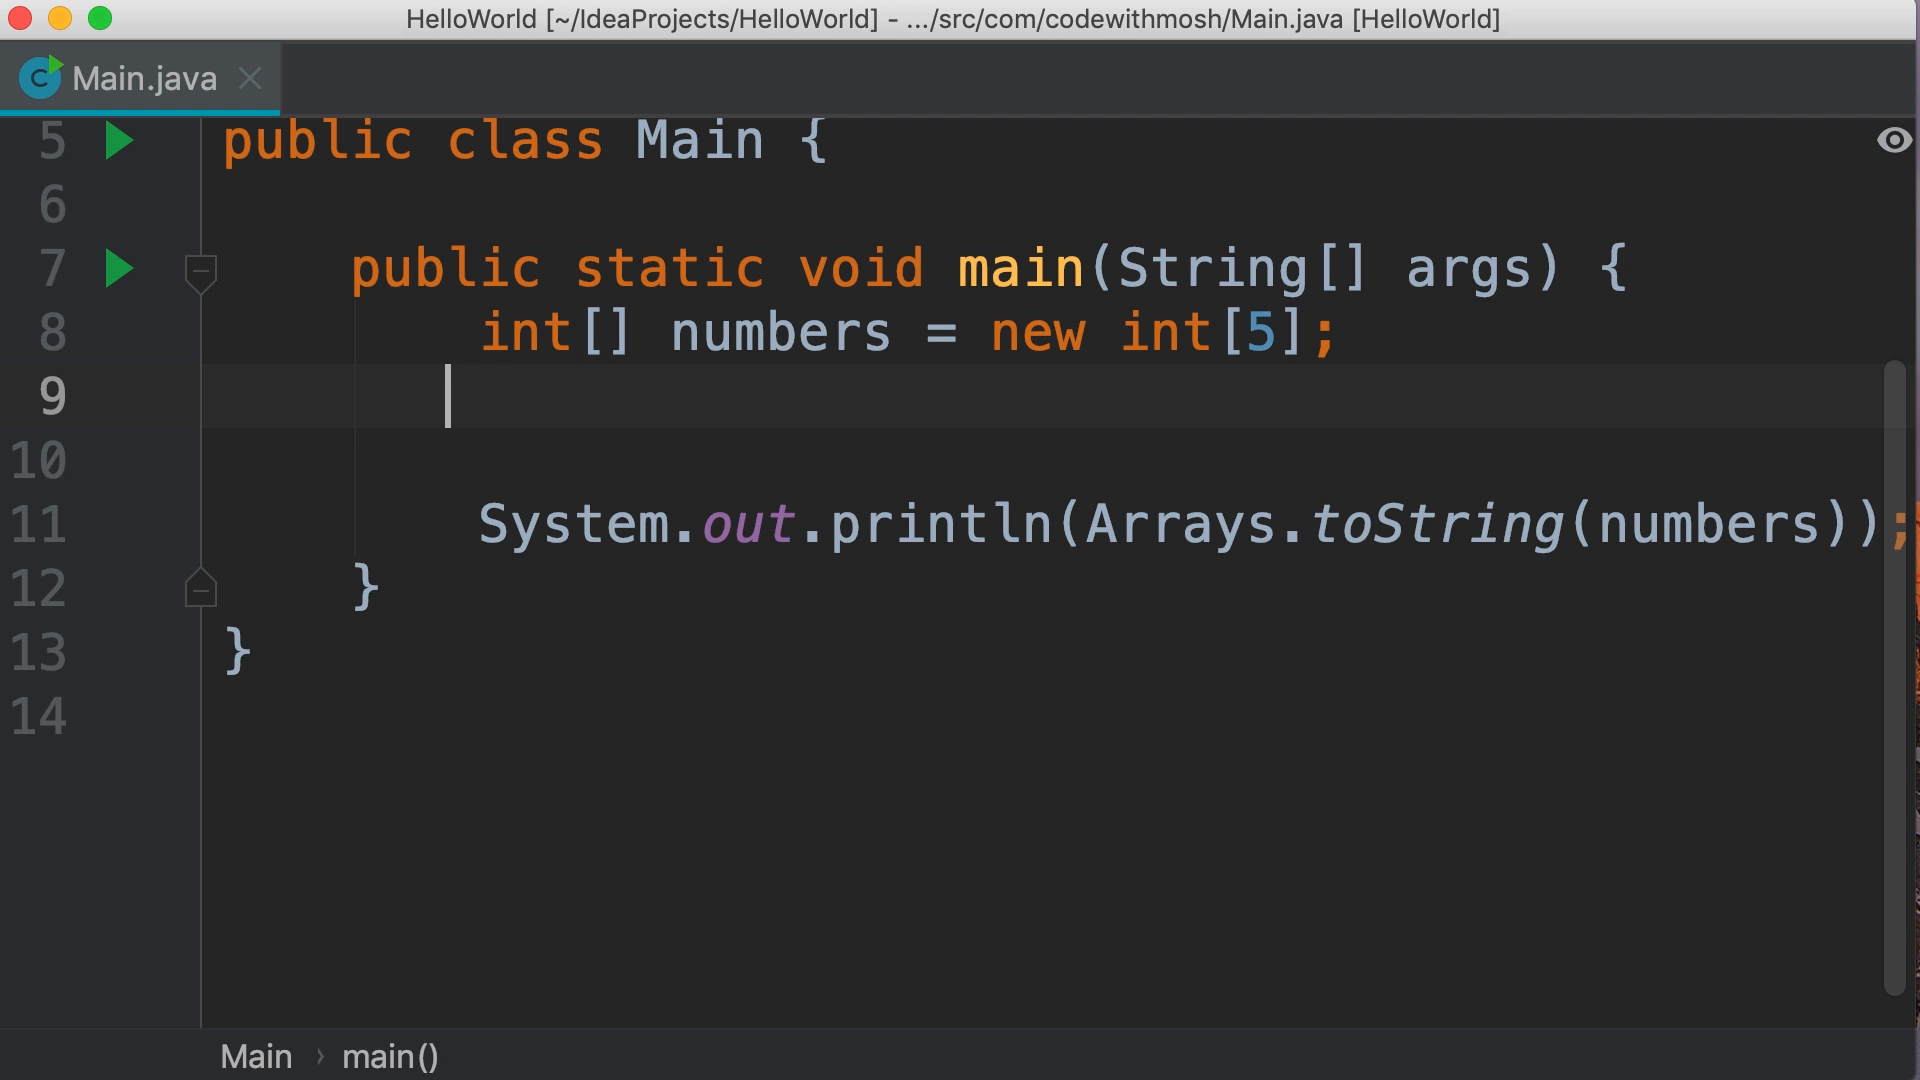 HelloWorld [~/IdeaProjects/HelloWorld] - .../src/com/codewithmosh/Main.java [HelloWorld]
C Main.java
5 public class Main {
6
7 public static void main(String[] args) {
8 int[] numbers = new int[5];
9
10
11 System.out.println(Arrays.toString(numbers));
12 }
13 }
14
Main › main()